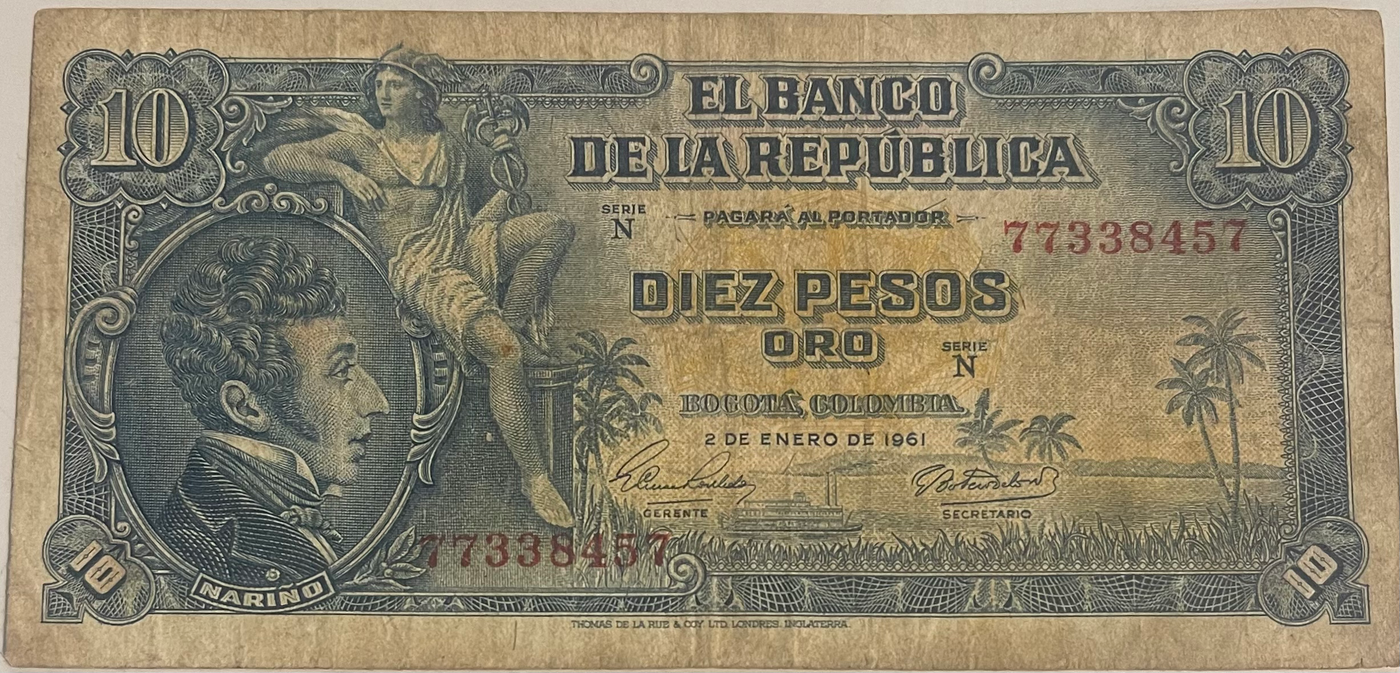 10
10
EL BANCO
DE LA REPÚBLICA
SERIE
N
PAGARÁ AL PORTADOR
77338457
DIEZ PESOS
ORO
SERIE
N
BOGOTÁ, COLOMBIA,
2 DE ENERO DE 1961
GERENTE
SECRETARIO
77338457
10
NARIÑO
10
THOMAS DE LA RUE & COY. LTD. LONDRES. INGLATERRA.